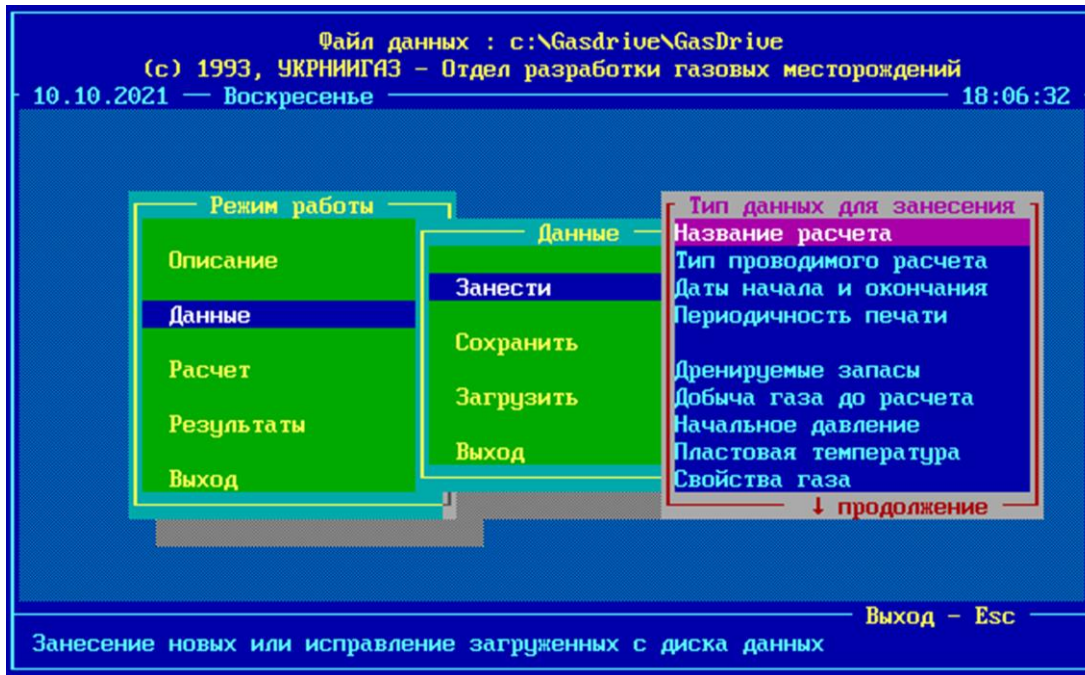 Файл данных : c:\Gasdrive\GasDrive
(c) 1993, УКРНИИГАЗ - Отдел разработки газовых месторождений
10.10.2021 — Воскресенье
18:06:32
Режим работы
Описание
Данные
Расчет
Результаты
Выход
Данные
Занести
Сохранить
Загрузить
Выход
Тип данных для занесения
Название расчета
Тип проводимого расчета
Даты начала и окончания
Периодичность печати
Дренируемые запасы
Добыча газа до расчета
Начальное давление
Пластовая температура
Свойства газа
↓ продолжение
Выход - Esc
Занесение новых или исправление загруженных с диска данных